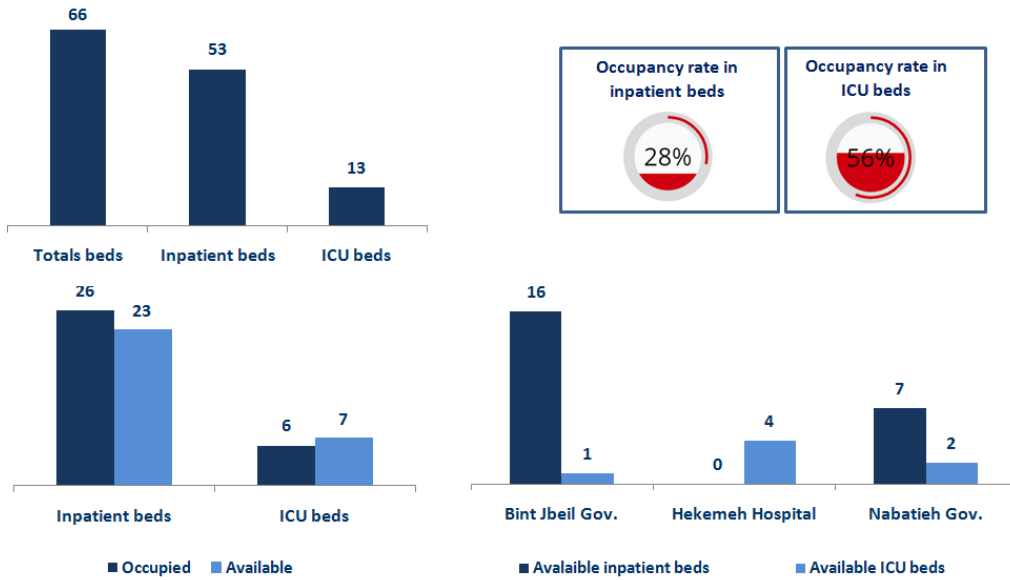 66
53
13
Totals beds
Inpatient beds
ICU beds
Occupancy rate in
inpatient beds
28%
Occupancy rate in
ICU beds
56%
26
23
6
7
Inpatient beds
ICU beds
Occupied
Available
16
1
0
4
7
2
Bint Jbeil Gov.
Hekemeh Hospital
Nabatieh Gov.
Avalaible inpatient beds
Available ICU beds